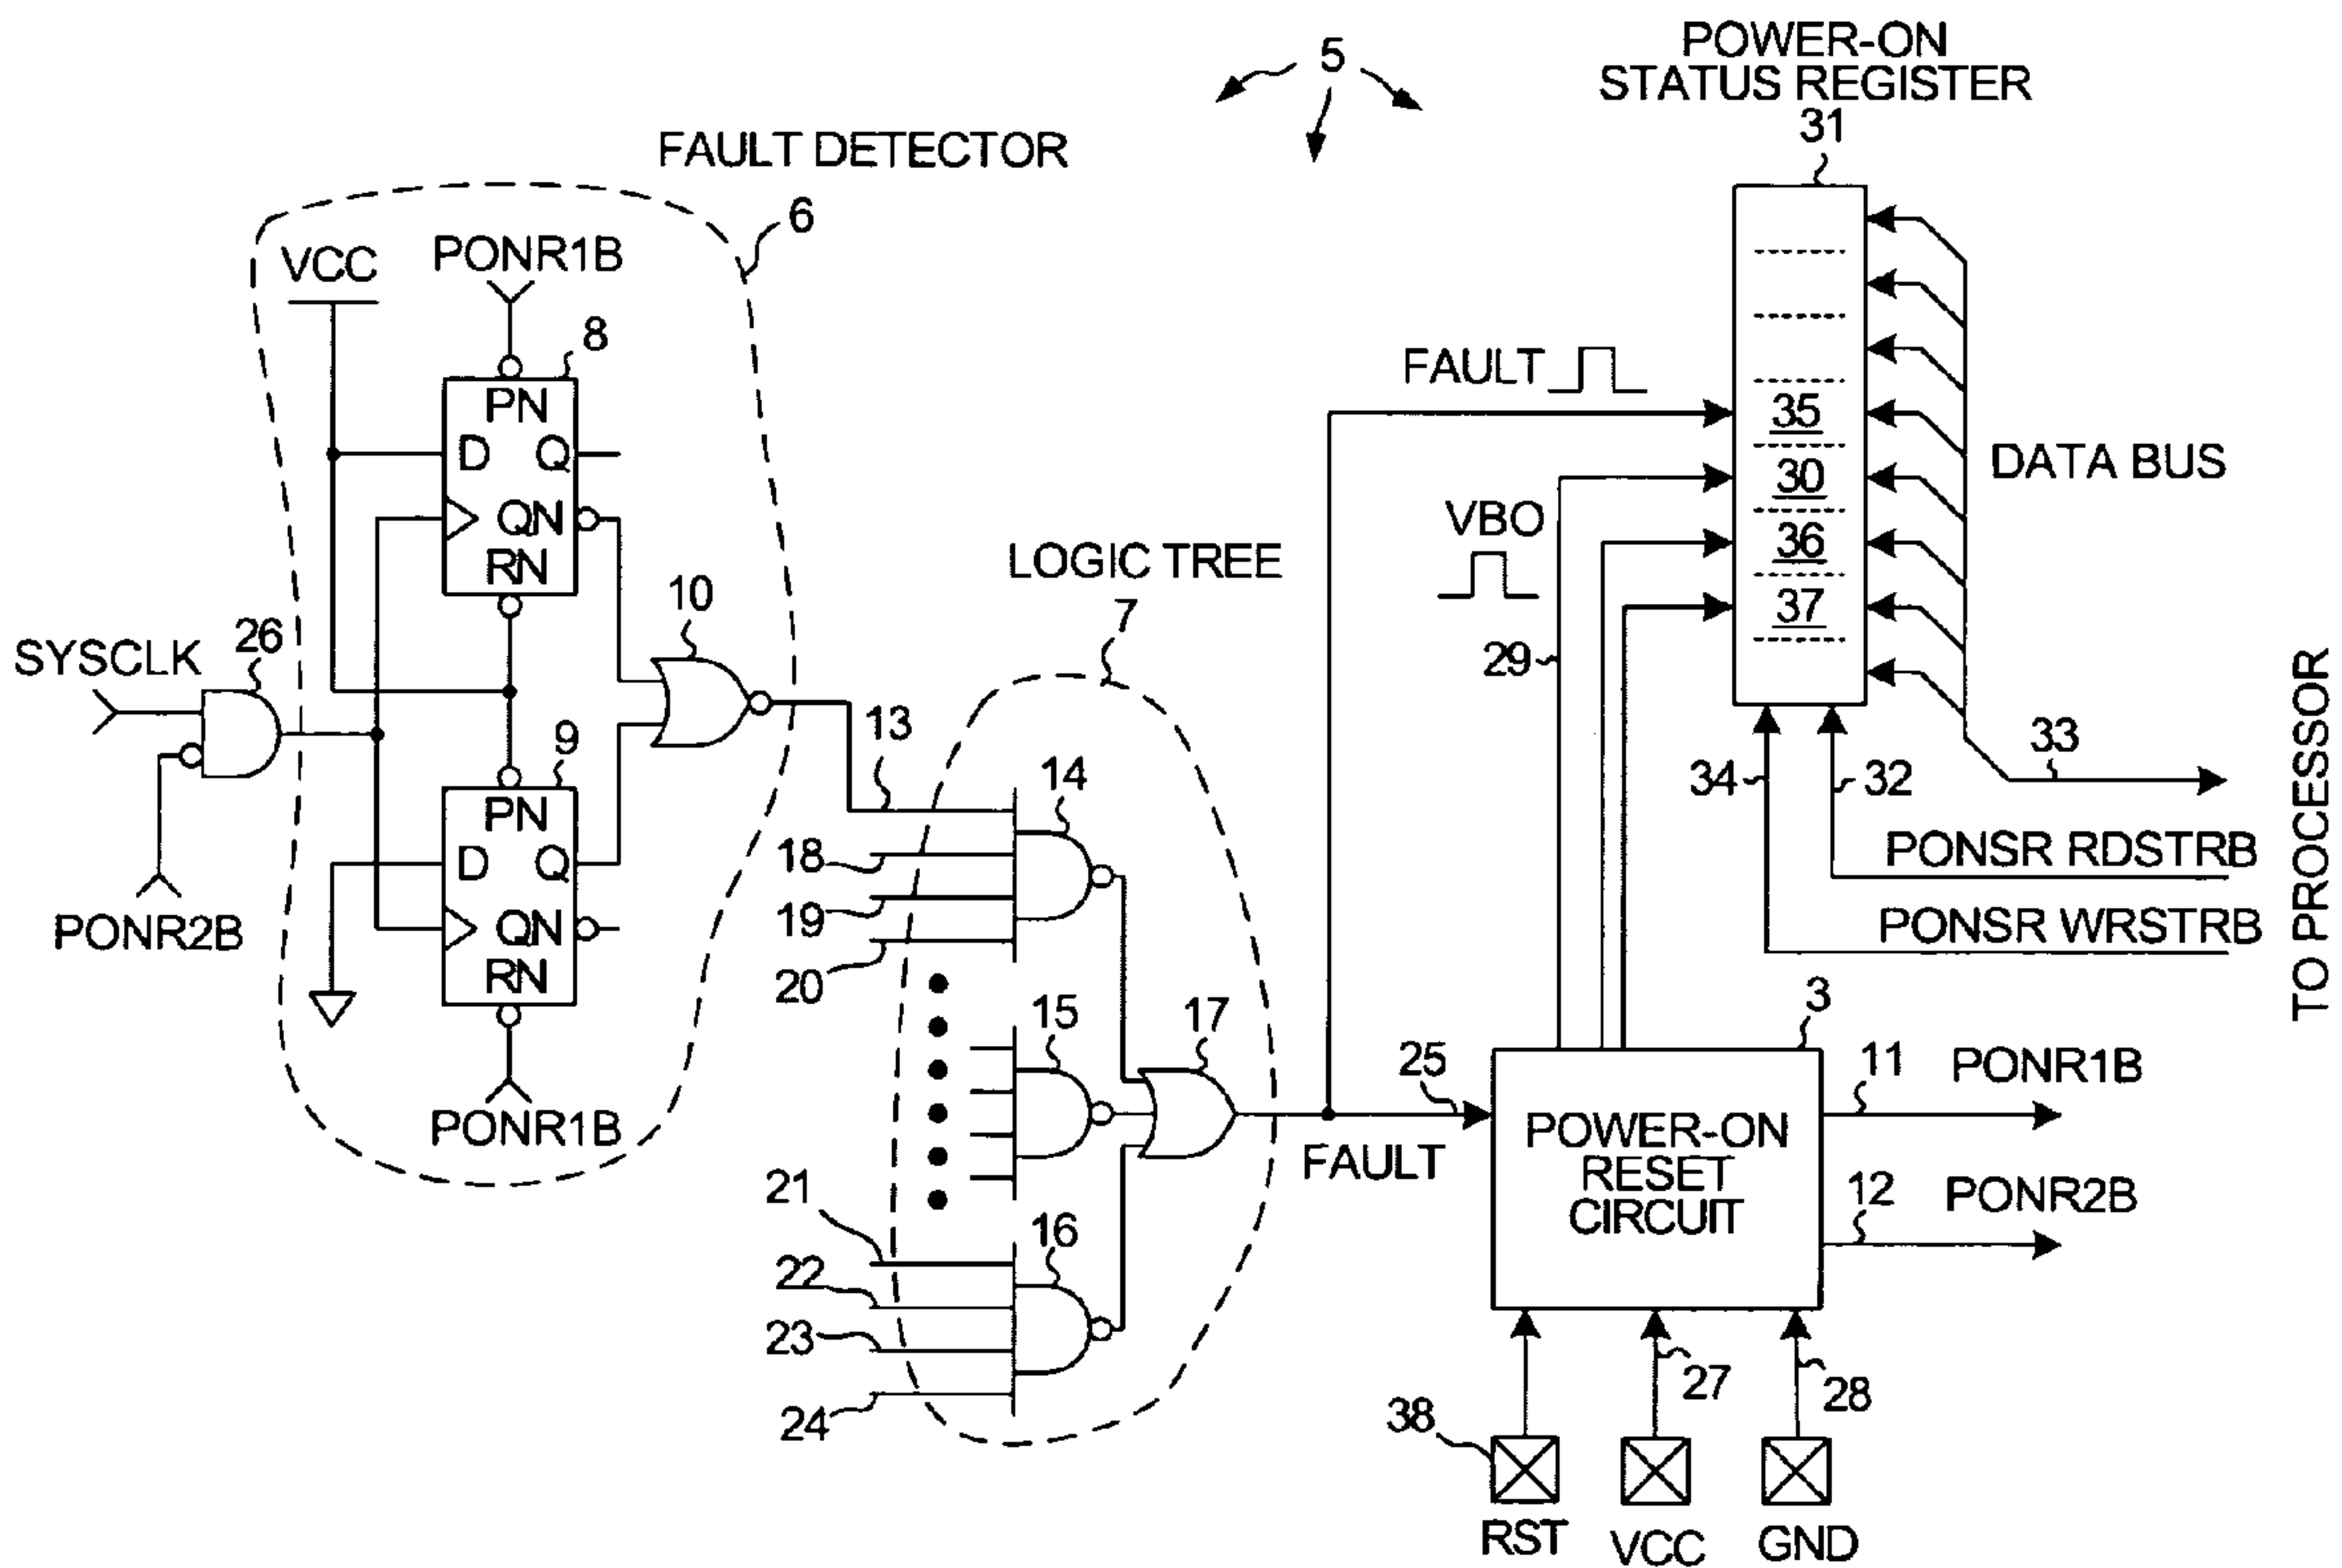 5
POWER-ON
STATUS REGISTER
31
FAULT DETECTOR
6
VCC
PONR1B
8
PN
D
Q
QN
RN
FAULT
35
30
36
37
DATA BUS
VBO
29
LOGIC TREE
7
10
SYSCLK
26
9
PN
D
Q
QN
RN
PONR2B
PONR1B
13
14
18
19
20
15
17
21
16
22
23
24
34
32
33
PONSR RDSTRB
PONSR WRSTRB
TO PROCESSOR
3
25
FAULT
POWER-ON
RESET
CIRCUIT
11
PONR1B
12
PONR2B
38
27
28
RST
VCC
GND